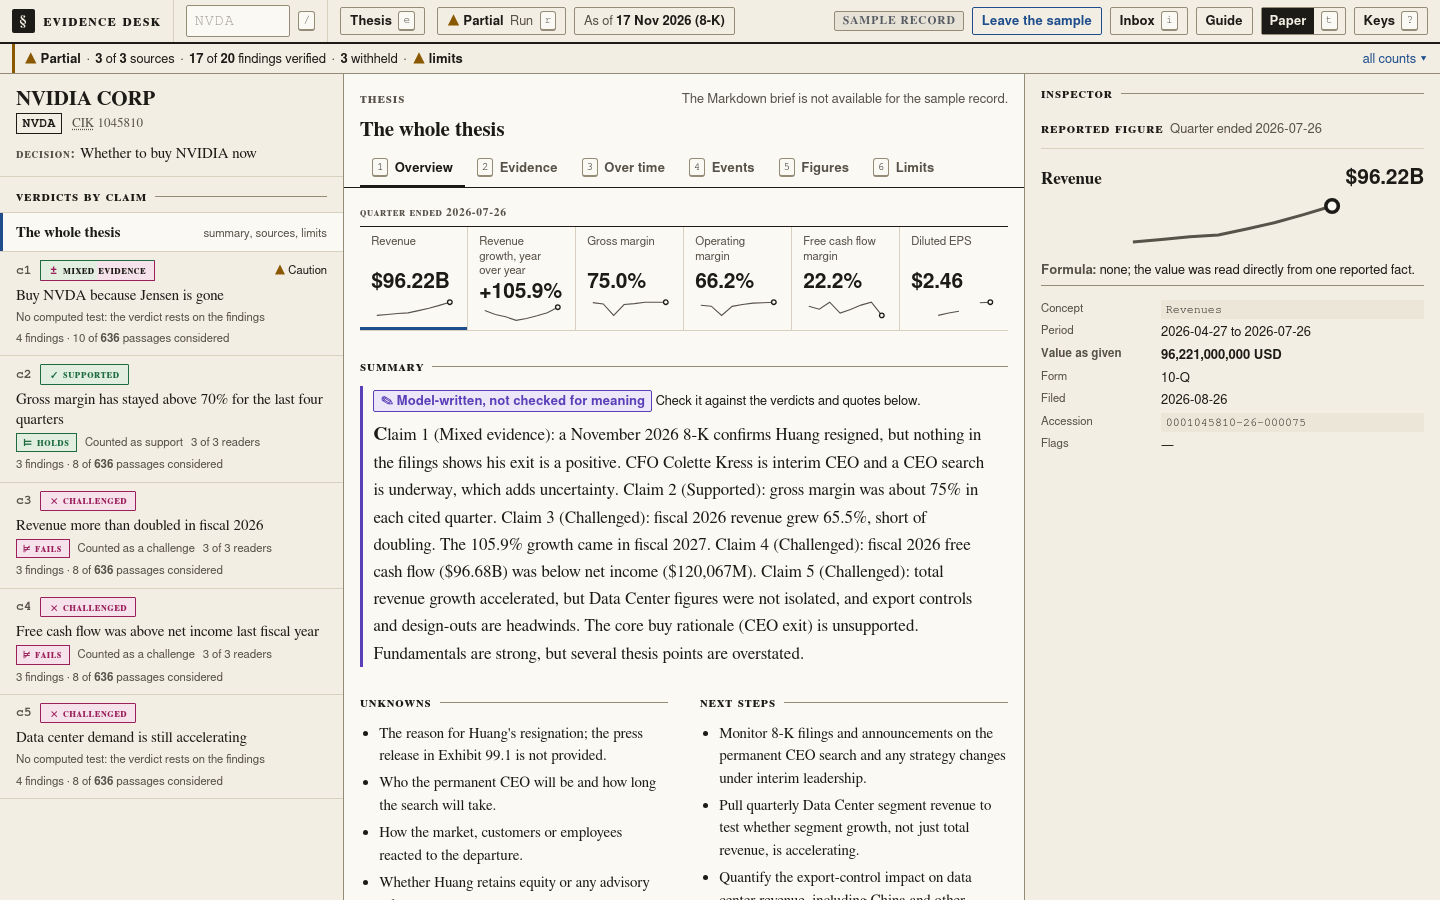 § EVIDENCE DESK NVDA / Thesis e ▲ Partial Run r As of 17 Nov 2026 (8-K) SAMPLE RECORD Leave the sample Inbox i Guide Paper t Keys ?
▲ Partial · 3 of 3 sources · 17 of 20 findings verified · 3 withheld · ▲ limits all counts ▾
NVIDIA CORP
NVDA CIK 1045810
DECISION: Whether to buy NVIDIA now
VERDICTS BY CLAIM
The whole thesis summary, sources, limits
c1 ± MIXED EVIDENCE ▲ Caution
Buy NVDA because Jensen is gone
No computed test: the verdict rests on the findings
4 findings · 10 of 636 passages considered
c2 ✓ SUPPORTED
Gross margin has stayed above 70% for the last four
quarters
⊨ HOLDS Counted as support 3 of 3 readers
3 findings · 8 of 636 passages considered
c3 × CHALLENGED
Revenue more than doubled in fiscal 2026
⊭ FAILS Counted as a challenge 3 of 3 readers
3 findings · 8 of 636 passages considered
c4 × CHALLENGED
Free cash flow was above net income last fiscal year
⊭ FAILS Counted as a challenge 3 of 3 readers
3 findings · 8 of 636 passages considered
c5 × CHALLENGED
Data center demand is still accelerating
No computed test: the verdict rests on the findings
4 findings · 8 of 636 passages considered
THESIS The Markdown brief is not available for the sample record.
The whole thesis
1 Overview 2 Evidence 3 Over time 4 Events 5 Figures 6 Limits
QUARTER ENDED 2026-07-26
Revenue
$96.22B
Revenue
growth, year
over year
+105.9%
Gross margin
75.0%
Operating
margin
66.2%
Free cash flow
margin
22.2%
Diluted EPS
$2.46
SUMMARY
✎ Model-written, not checked for meaning Check it against the verdicts and quotes below.
Claim 1 (Mixed evidence): a November 2026 8-K confirms Huang resigned, but nothing in
the filings shows his exit is a positive. CFO Colette Kress is interim CEO and a CEO search
is underway, which adds uncertainty. Claim 2 (Supported): gross margin was about 75% in
each cited quarter. Claim 3 (Challenged): fiscal 2026 revenue grew 65.5%, short of
doubling. The 105.9% growth came in fiscal 2027. Claim 4 (Challenged): fiscal 2026 free
cash flow ($96.68B) was below net income ($120,067M). Claim 5 (Challenged): total
revenue growth accelerated, but Data Center figures were not isolated, and export controls
and design-outs are headwinds. The core buy rationale (CEO exit) is unsupported.
Fundamentals are strong, but several thesis points are overstated.
UNKNOWNS
• The reason for Huang's resignation; the press
release in Exhibit 99.1 is not provided.
• Who the permanent CEO will be and how long
the search will take.
• How the market, customers or employees
reacted to the departure.
• Whether Huang retains equity or any advisory
NEXT STEPS
• Monitor 8-K filings and announcements on the
permanent CEO search and any strategy changes
under interim leadership.
• Pull quarterly Data Center segment revenue to
test whether segment growth, not just total
revenue, is accelerating.
• Quantify the export-control impact on data
center revenue, including China and other
INSPECTOR
REPORTED FIGURE Quarter ended 2026-07-26
Revenue $96.22B
Formula: none; the value was read directly from one reported fact.
Concept Revenues
Period 2026-04-27 to 2026-07-26
Value as given 96,221,000,000 USD
Form 10-Q
Filed 2026-08-26
Accession 0001045810-26-000075
Flags —